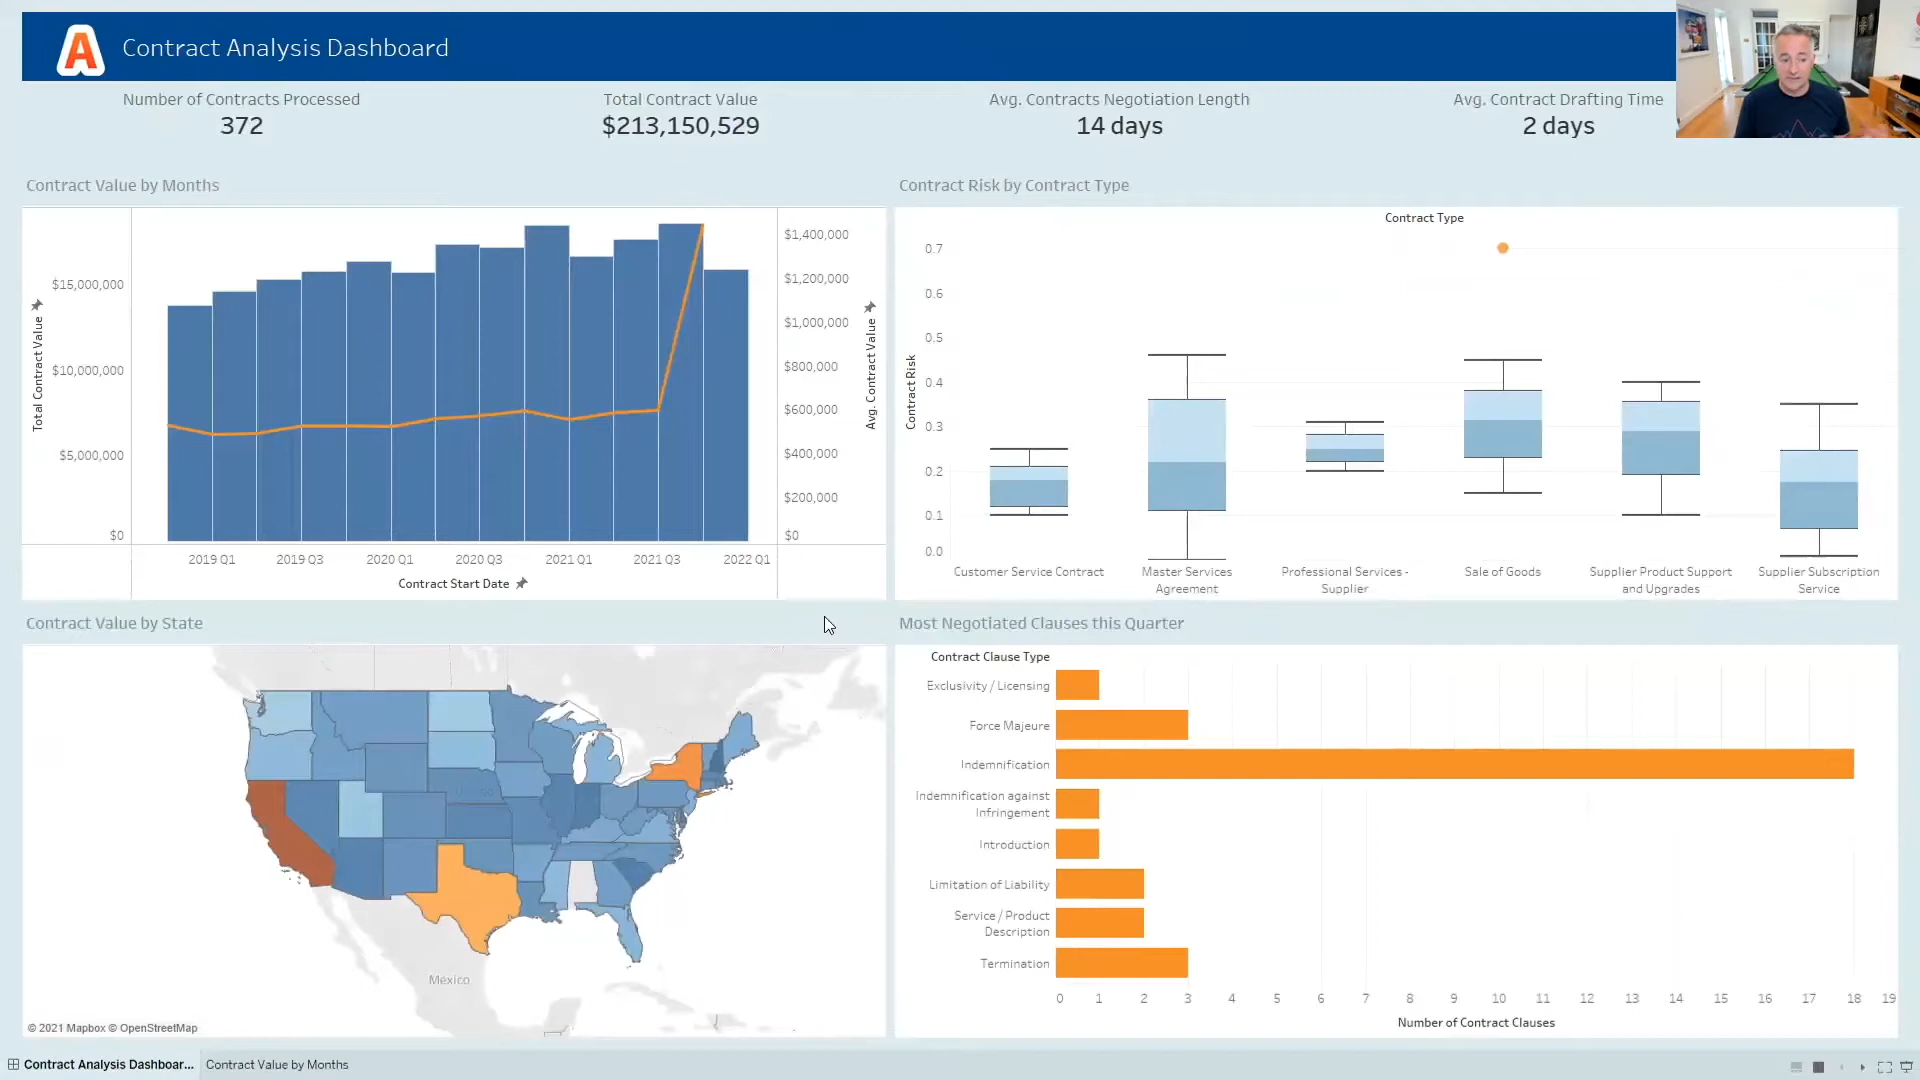 A
Contract Analysis Dashboard
Number of Contracts Processed
372
Total Contract Value
$213,150,529
Avg. Contracts Negotiation Length
14 days
Avg. Contract Drafting Time
2 days
Contract Value by Months
$15,000,000
$10,000,000
$5,000,000
$0
Total Contract Value
$1,400,000
$1,200,000
$1,000,000
$800,000
$600,000
$400,000
$200,000
$0
Avg. Contract Value
2019 Q1
2019 Q3
2020 Q1
2020 Q3
2021 Q1
2021 Q3
2022 Q1
Contract Start Date
Contract Risk by Contract Type
Contract Type
0.7
0.6
0.5
0.4
0.3
0.2
0.1
0.0
Contract Risk
Customer Service Contract
Master Services
Agreement
Professional Services -
Supplier
Sale of Goods
Supplier Product Support
and Upgrades
Supplier Subscription
Service
Contract Value by State
México
© 2021 Mapbox © OpenStreetMap
Most Negotiated Clauses this Quarter
Contract Clause Type
Exclusivity / Licensing
Force Majeure
Indemnification
Indemnification against
Infringement
Introduction
Limitation of Liability
Service / Product
Description
Termination
0 1 2 3 4 5 6 7 8 9 10 11 12 13 14 15 16 17 18 19
Number of Contract Clauses
Contract Analysis Dashboar...
Contract Value by Months